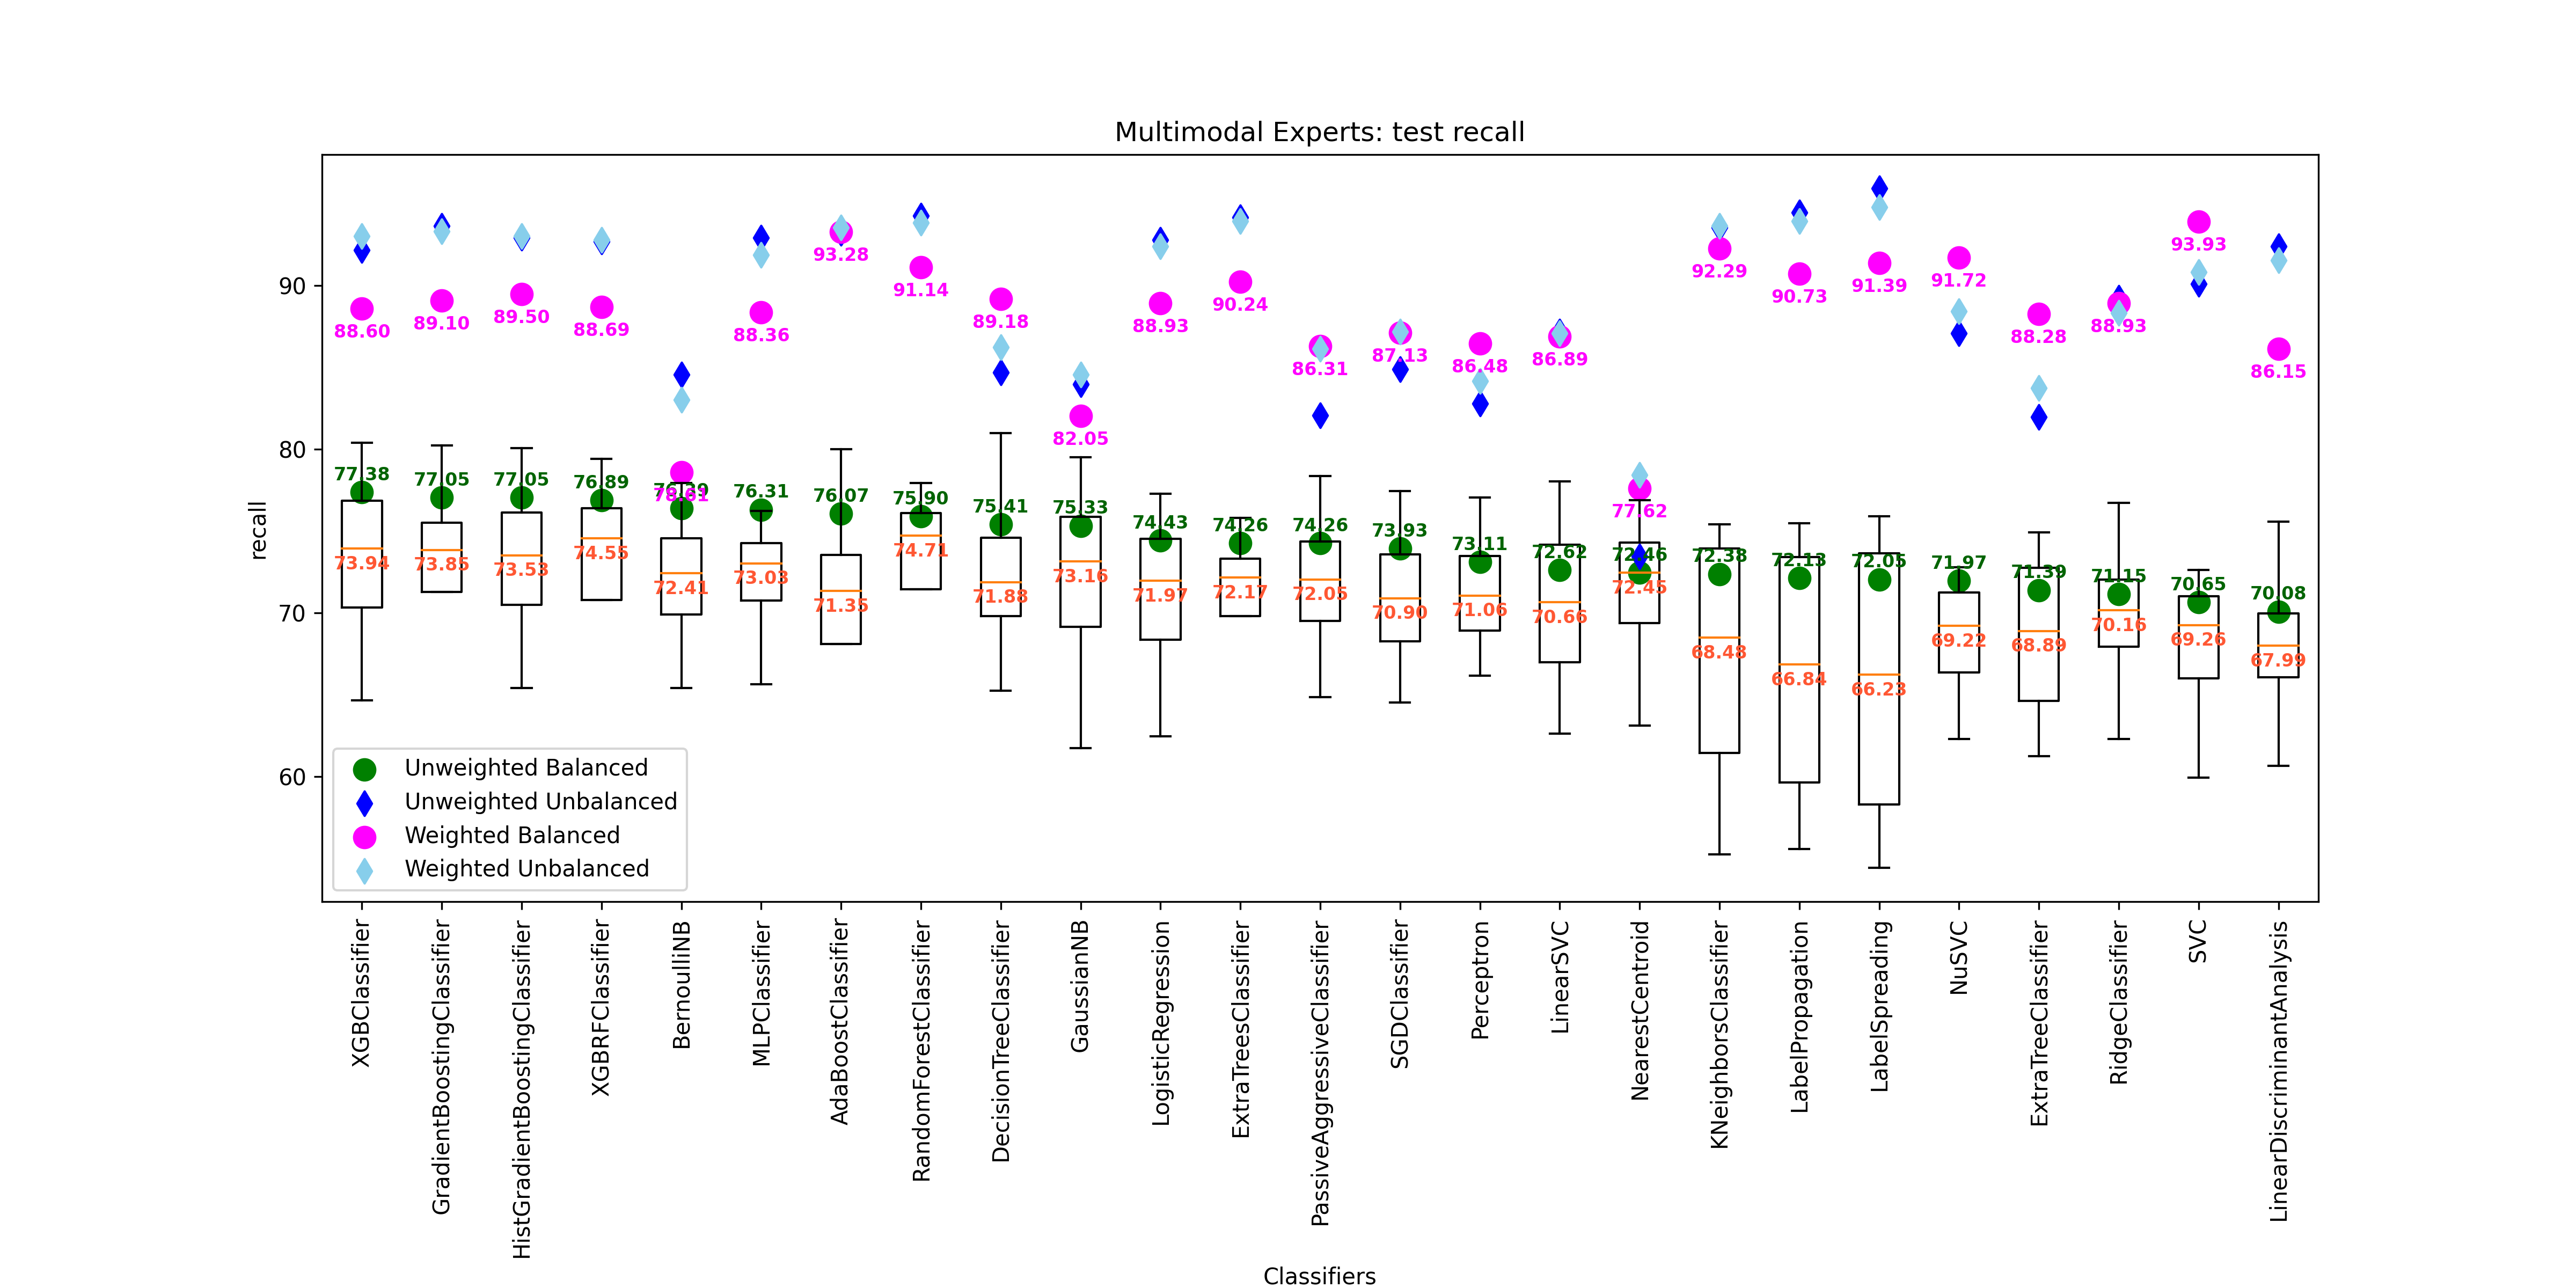 Multimodal Experts: test recall
recall
90
80
70
60
93.28
93.93
91.14
92.29
91.72
88.60
89.10
89.50
88.69
88.36
89.18
88.93
90.24
90.73
91.39
88.28
88.93
86.31
87.13
86.48
86.89
86.15
82.05
77.38
77.05
77.05
76.89
76.39
78.61
76.31
76.07
75.90
75.41
75.33
74.43
74.26
74.26
73.93
73.11
72.62
77.62
72.46
72.38
72.13
72.05
71.97
71.39
71.15
70.65
70.08
73.94
73.85
73.53
74.55
72.41
73.03
71.35
74.71
71.88
73.16
71.97
72.17
72.05
70.90
71.06
70.66
72.45
68.48
66.84
66.23
69.22
68.89
70.16
69.26
67.99
Unweighted Balanced
Unweighted Unbalanced
Weighted Balanced
Weighted Unbalanced
XGBClassifier
GradientBoostingClassifier
HistGradientBoostingClassifier
XGBRFClassifier
BernoulliNB
MLPClassifier
AdaBoostClassifier
RandomForestClassifier
DecisionTreeClassifier
GaussianNB
LogisticRegression
ExtraTreesClassifier
PassiveAggressiveClassifier
SGDClassifier
Perceptron
LinearSVC
NearestCentroid
KNeighborsClassifier
LabelPropagation
LabelSpreading
NuSVC
ExtraTreeClassifier
RidgeClassifier
SVC
LinearDiscriminantAnalysis
Classifiers